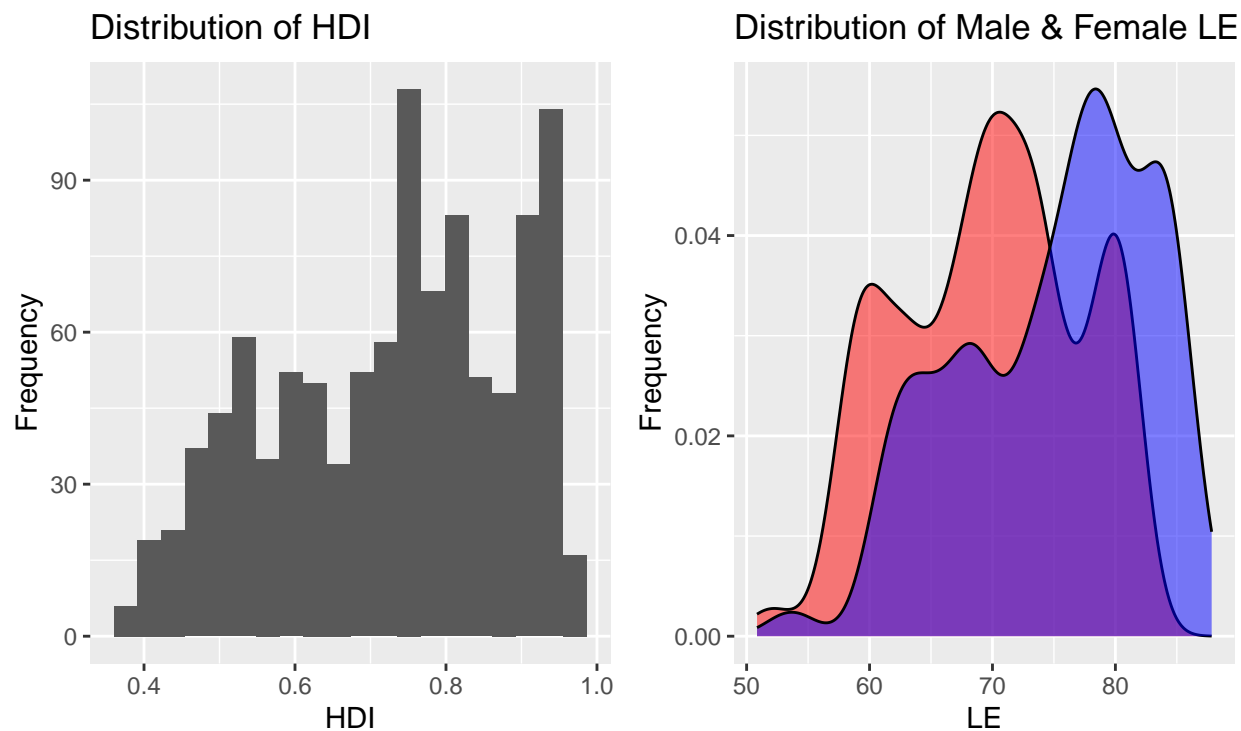 Distribution of HDI
90
60
30
0
Frequency
0.4 0.6 0.8 1.0
HDI
Distribution of Male & Female LE
0.04
0.02
0.00
Frequency
50 60 70 80
LE